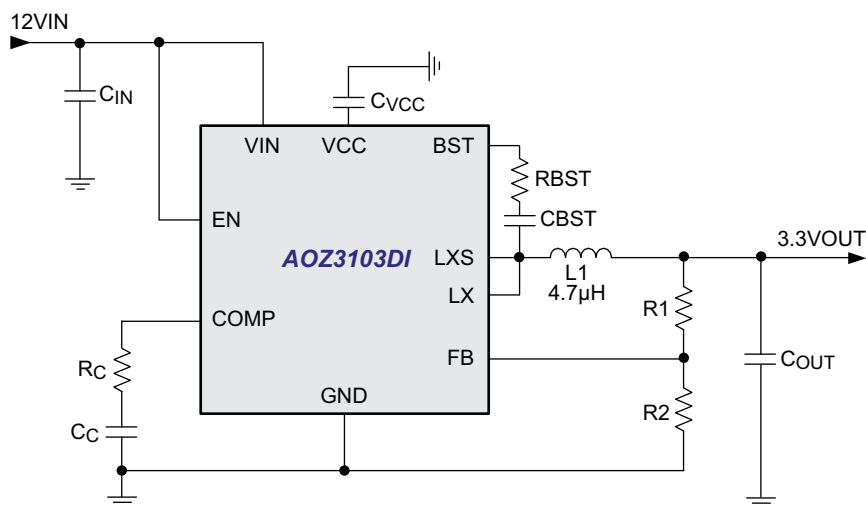 12VIN
CIN
CVCC
VIN
VCC
BST
RBST
CBST
EN
AOZ3103DI
LXS
LX
L1
4.7µH
3.3VOUT
R1
COMP
FB
RC
COUT
GND
R2
CC